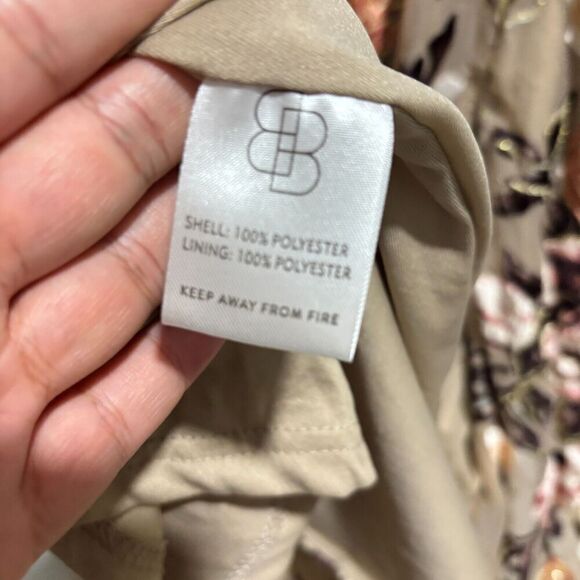 SHELL: 100% POLYESTER
LINING: 100% POLYESTER
KEEP AWAY FROM FIRE